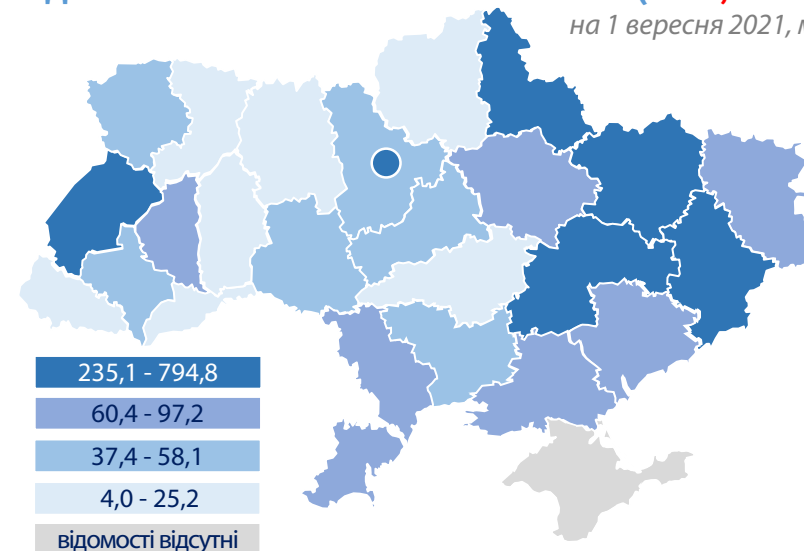 на 1 вересня 2021,
235,1 - 794,8
60,4 - 97,2
37,4 - 58,1
4,0 - 25,2
відомості відсутні